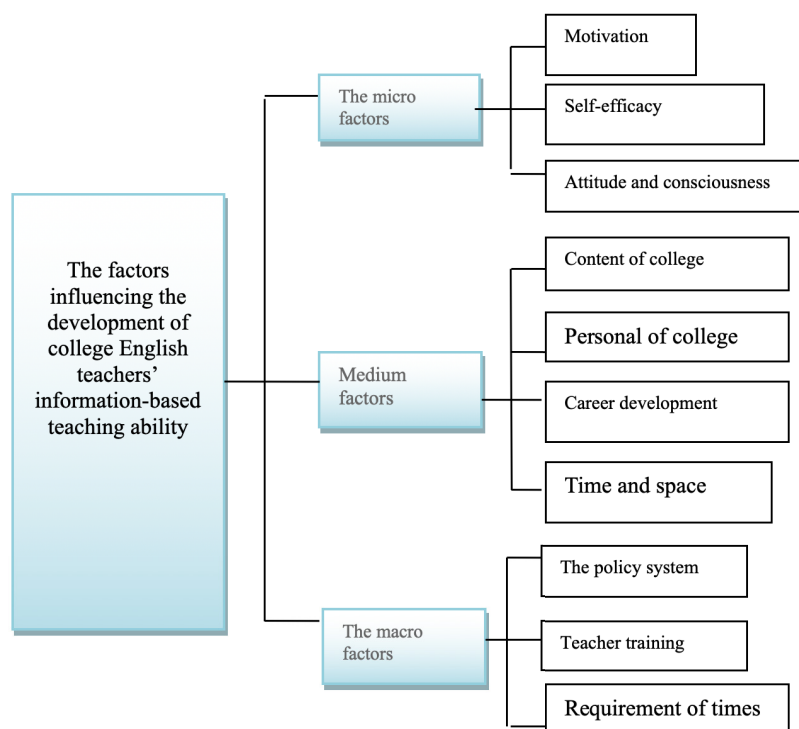 The factors
influencing the
development of
college English
teachers’
information-based
teaching ability
The micro
factors
Motivation
Self-efficacy
Attitude and consciousness
Medium
factors
Content of college
Personal of college
Career development
Time and space
The macro
factors
The policy system
Teacher training
Requirement of times